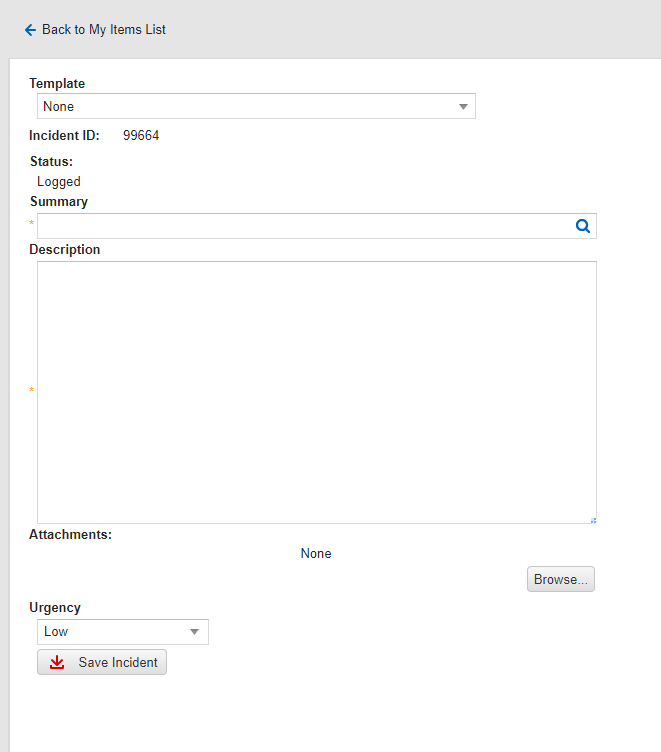 Back to My Items List
Template
None
Incident ID: 99664
Status:
Logged
Summary
*
Description
*
Attachments:
None
Browse...
Urgency
Low
Save Incident